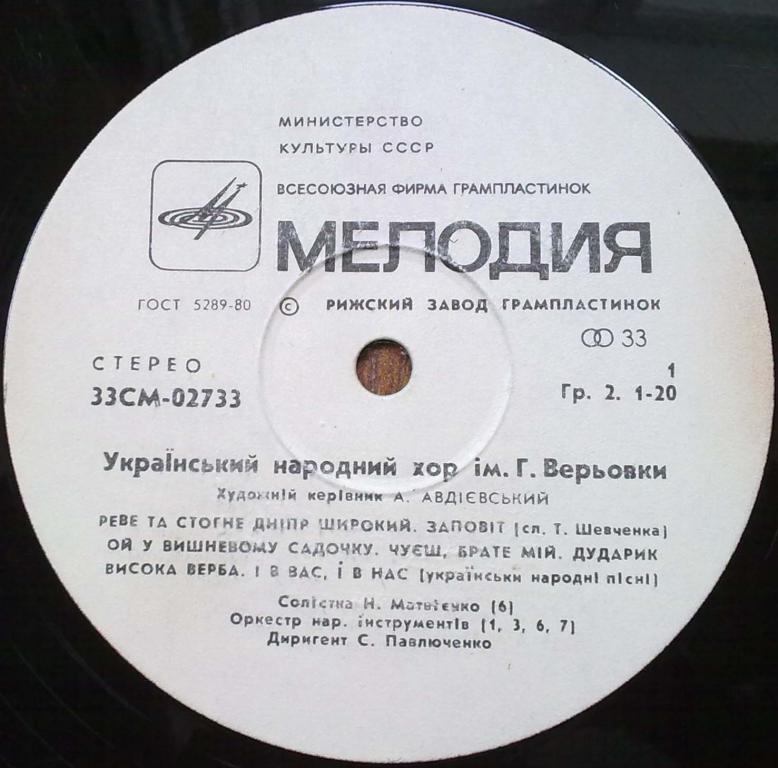 МИНИСТЕРСТВО
КУЛЬТУРЫ СССР
ВСЕСОЮЗНАЯ ФИРМА ГРАМПЛАСТИНОК
МЕЛОДИЯ
ГОСТ 5289-80 © РИЖСКИЙ ЗАВОД ГРАМПЛАСТИНОК
33
СТЕРЕО
1
33СМ-02733
Гр. 2. 1-20
Український народний хор ім. Г. Верьовки
Художній керівник А. АВДІЄВСЬКИЙ
РЕВЕ ТА СТОГНЕ ДНІПР ШИРОКИЙ. ЗАПОВІТ (сл. Т. Шевченка)
ОЙ У ВИШНЕВОМУ САДОЧКУ. ЧУЄШ, БРАТЕ МІЙ. ДУДАРИК
ВИСОКА ВЕРБА. І В ВАС, і В НАС (українськи народні пісні)
Солістка Н. Матвієнко (6)
Оркестр нар. інструментів (1, 3, 6, 7)
Диригент С. Павлюченко